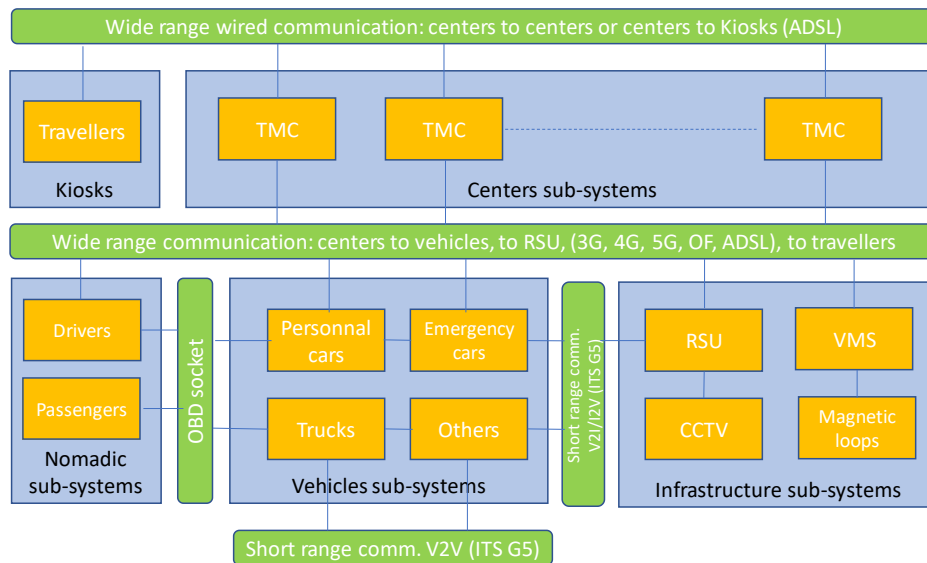 Wide range wired communication: centers to centers or centers to Kiosks (ADSL)
Travellers
Kiosks
TMC
TMC
TMC
Centers sub-systems
Wide range communication: centers to vehicles, to RSU, (3G, 4G, 5G, OF, ADSL), to travellers
Drivers
Passengers
Nomadic
sub-systems
OBD socket
Personnal
cars
Emergency
cars
Trucks
Others
Vehicles sub-systems
Short range comm.
V2I/I2V (ITS G5)
RSU
VMS
CCTV
Magnetic
loops
Infrastructure sub-systems
Short range comm. V2V (ITS G5)